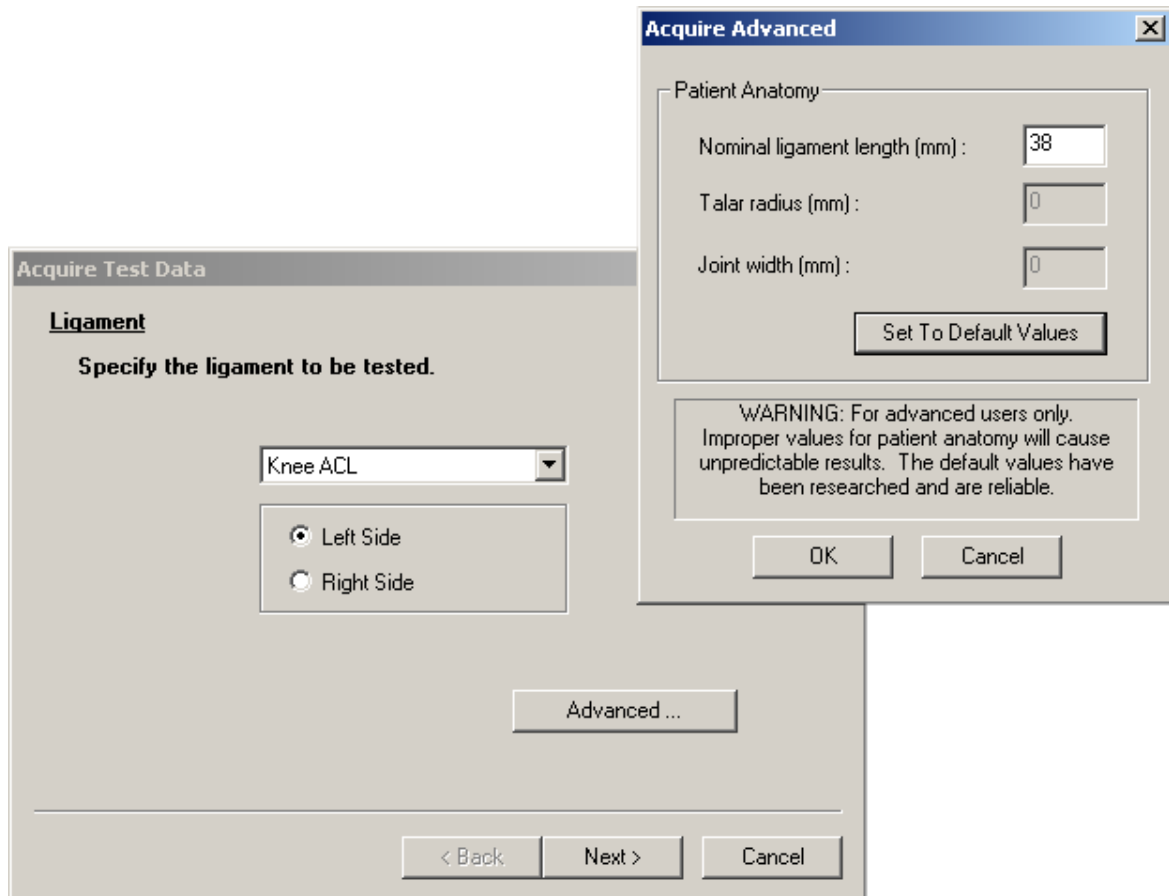 Acquire Advanced
Patient Anatomy
Nominal ligament length (mm) :
38
Talar radius (mm) :
0
Joint width (mm) :
0
Set To Default Values
WARNING: For advanced users only.
Improper values for patient anatomy will cause
unpredictable results. The default values have
been researched and are reliable.
OK
Cancel
Acquire Test Data
Ligament
Specify the ligament to be tested.
Knee ACL
Left Side
Right Side
Advanced ...
< Back
Next >
Cancel